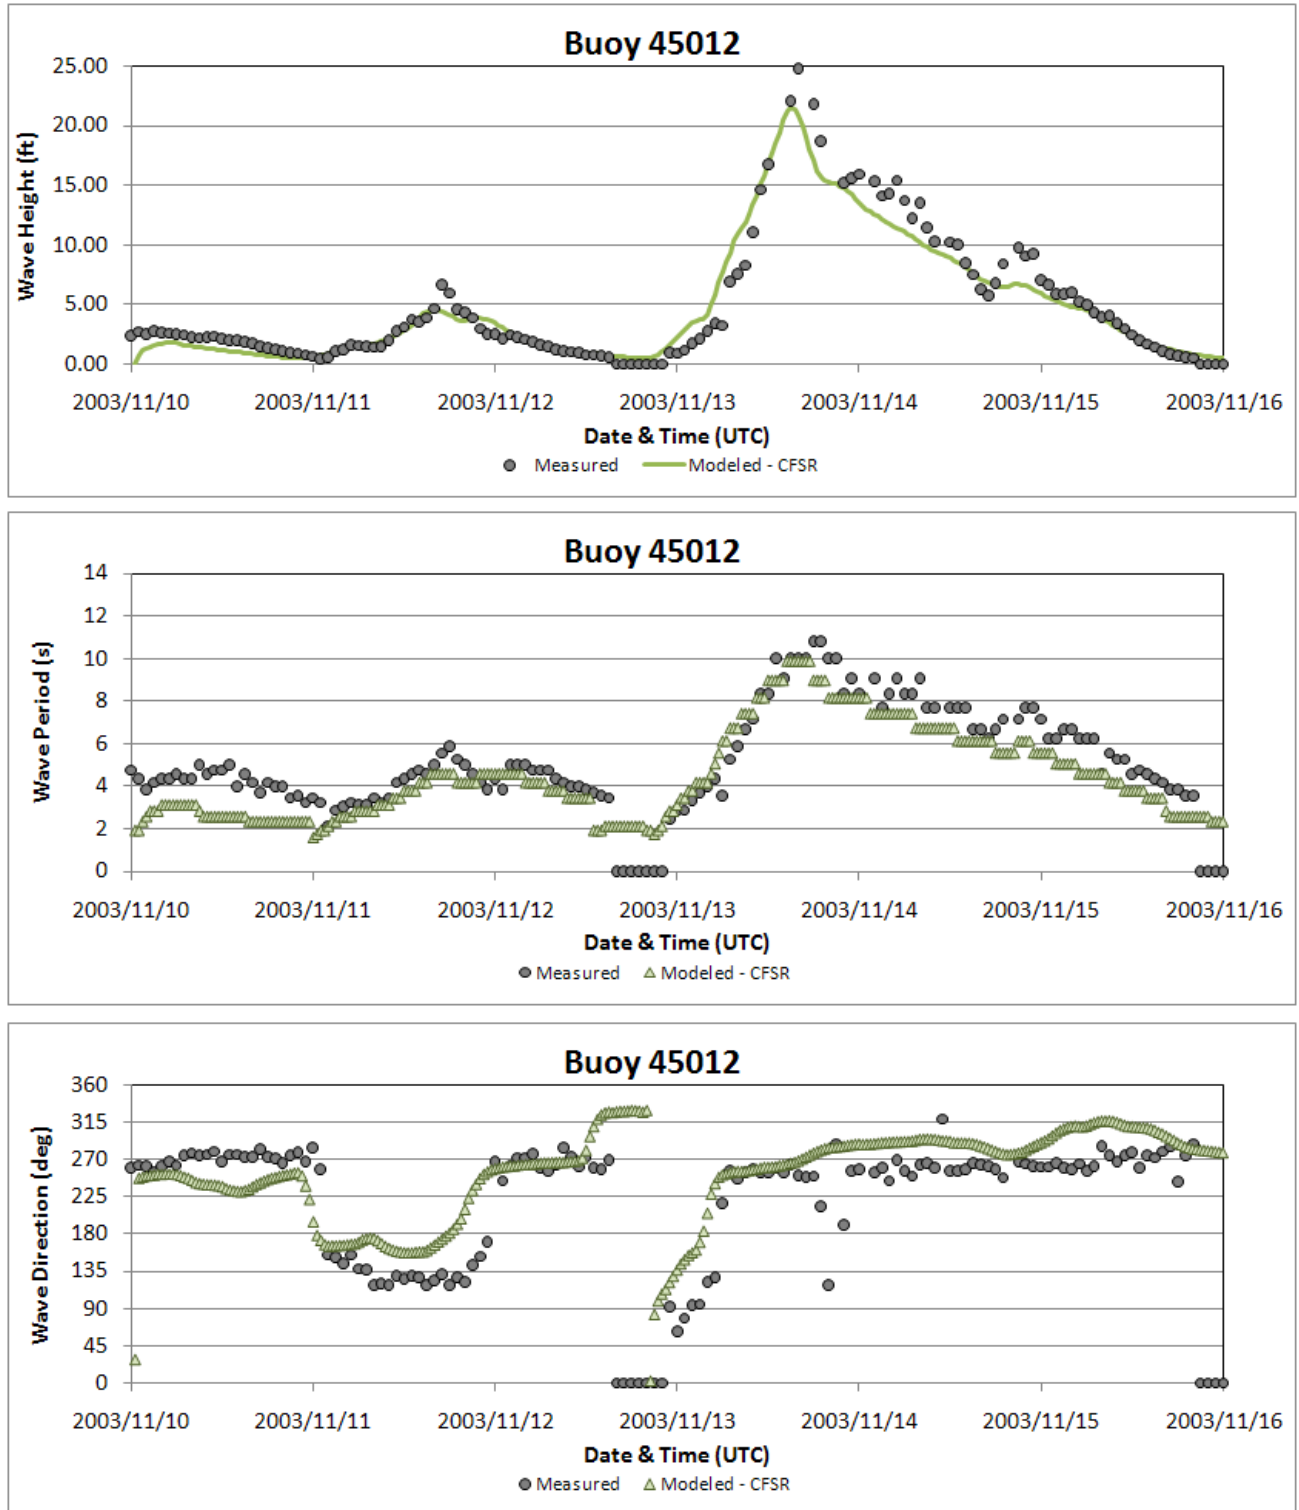 Buoy 45012
25.00
20.00
15.00
10.00
5.00
0.00
Wave Height (ft)
2003/11/10 2003/11/11 2003/11/12 2003/11/13 2003/11/14 2003/11/15 2003/11/16
Date & Time (UTC)
Measured Modeled - CFSR
Buoy 45012
14
12
10
8
6
4
2
0
Wave Period (s)
2003/11/10 2003/11/11 2003/11/12 2003/11/13 2003/11/14 2003/11/15 2003/11/16
Date & Time (UTC)
Measured Modeled - CFSR
Buoy 45012
360
315
270
225
180
135
90
45
0
Wave Direction (deg)
2003/11/10 2003/11/11 2003/11/12 2003/11/13 2003/11/14 2003/11/15 2003/11/16
Date & Time (UTC)
Measured Modeled - CFSR